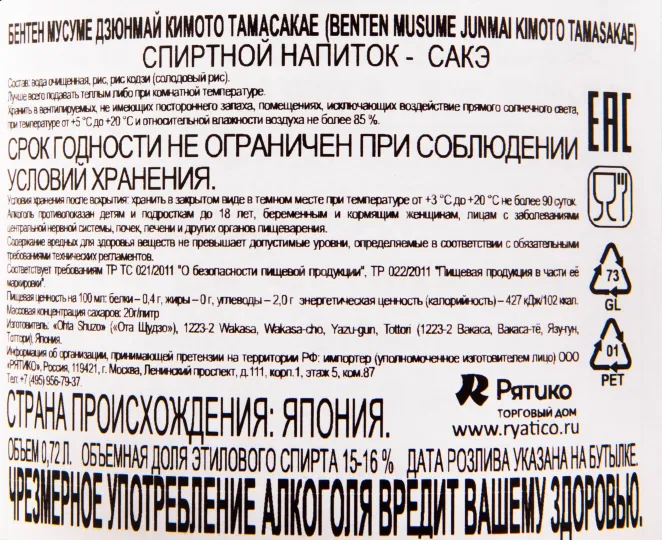 БЕНТЕН МУСУМЕ ДЗЮНМАЙ КИМОТО ТАМАСАКАЕ (BENTEN MUSUME JUNMAI KIMOTO TAMASAKAE)
СПИРТНОЙ НАПИТОК - САКЭ
Состав: вода очищенная, рис, рис кодзи (солодовый рис).
Лучше всего подавать теплым либо при комнатной температуре.
Хранить в вентилируемых, не имеющих постороннего запаха, помещениях, исключающих воздействие прямого солнечного света,
при температуре от +5 °С до +20 °С и относительной влажности воздуха не более 85 %.
EAC
СРОК ГОДНОСТИ НЕ ОГРАНИЧЕН ПРИ СОБЛЮДЕНИИ
УСЛОВИЙ ХРАНЕНИЯ.
Условия хранения после вскрытия: хранить в закрытом виде в темном месте при температуре от +3 °С до +20 °С не более 90 суток.
Алкоголь противопоказан детям и подросткам до 18 лет, беременным и кормящим женщинам, лицам с заболеваниями
центральной нервной системы, почек, печени и других органов пищеварения.
Содержание вредных для здоровья веществ не превышает допустимые уровни, определяемые в соответствии с обязательными
требованиями технических регламентов.
Соответствует требованиям ТР ТС 021/2011 "О безопасности пищевой продукции", ТР 022/2011 "Пищевая продукция в части её
маркировки".
73
GL
Пищевая ценность на 100 мл: белки – 0,4 г, жиры – 0 г, углеводы – 2,0 г энергетическая ценность (калорийность) – 427 кДж/102 ккал.
Массовая концентрация сахаров: 20г/литр
Изготовитель: «Ohta Shuzo» («Ота Щудзо»), 1223-2 Wakasa, Wakasa-cho, Yazu-gun, Tottori (1223-2 Вакаса, Вакаса-тё, Язу-гун,
Тоттори), Япония.
Информация об организации, принимающей претензии на территории РФ: импортер (уполномоченное изготовителем лицо) ООО
«РЯТИКО», Россия, 119421, г. Москва, Ленинский проспект, д.111, корп.1, этаж 5, ком.87
Тел: +7 (495) 956-79-37.
01
PET
Рятико
ТОРГОВЫЙ ДОМ
www.ryatico.ru
СТРАНА ПРОИСХОЖДЕНИЯ: ЯПОНИЯ.
ОБЪЕМ 0,72 Л. ОБЪЕМНАЯ ДОЛЯ ЭТИЛОВОГО СПИРТА 15-16 % ДАТА РОЗЛИВА УКАЗАНА НА БУТЫЛКЕ.
ЧРЕЗМЕРНОЕ УПОТРЕБЛЕНИЕ АЛКОГОЛЯ ВРЕДИТ ВАШЕМУ ЗДОРОВЬЮ.